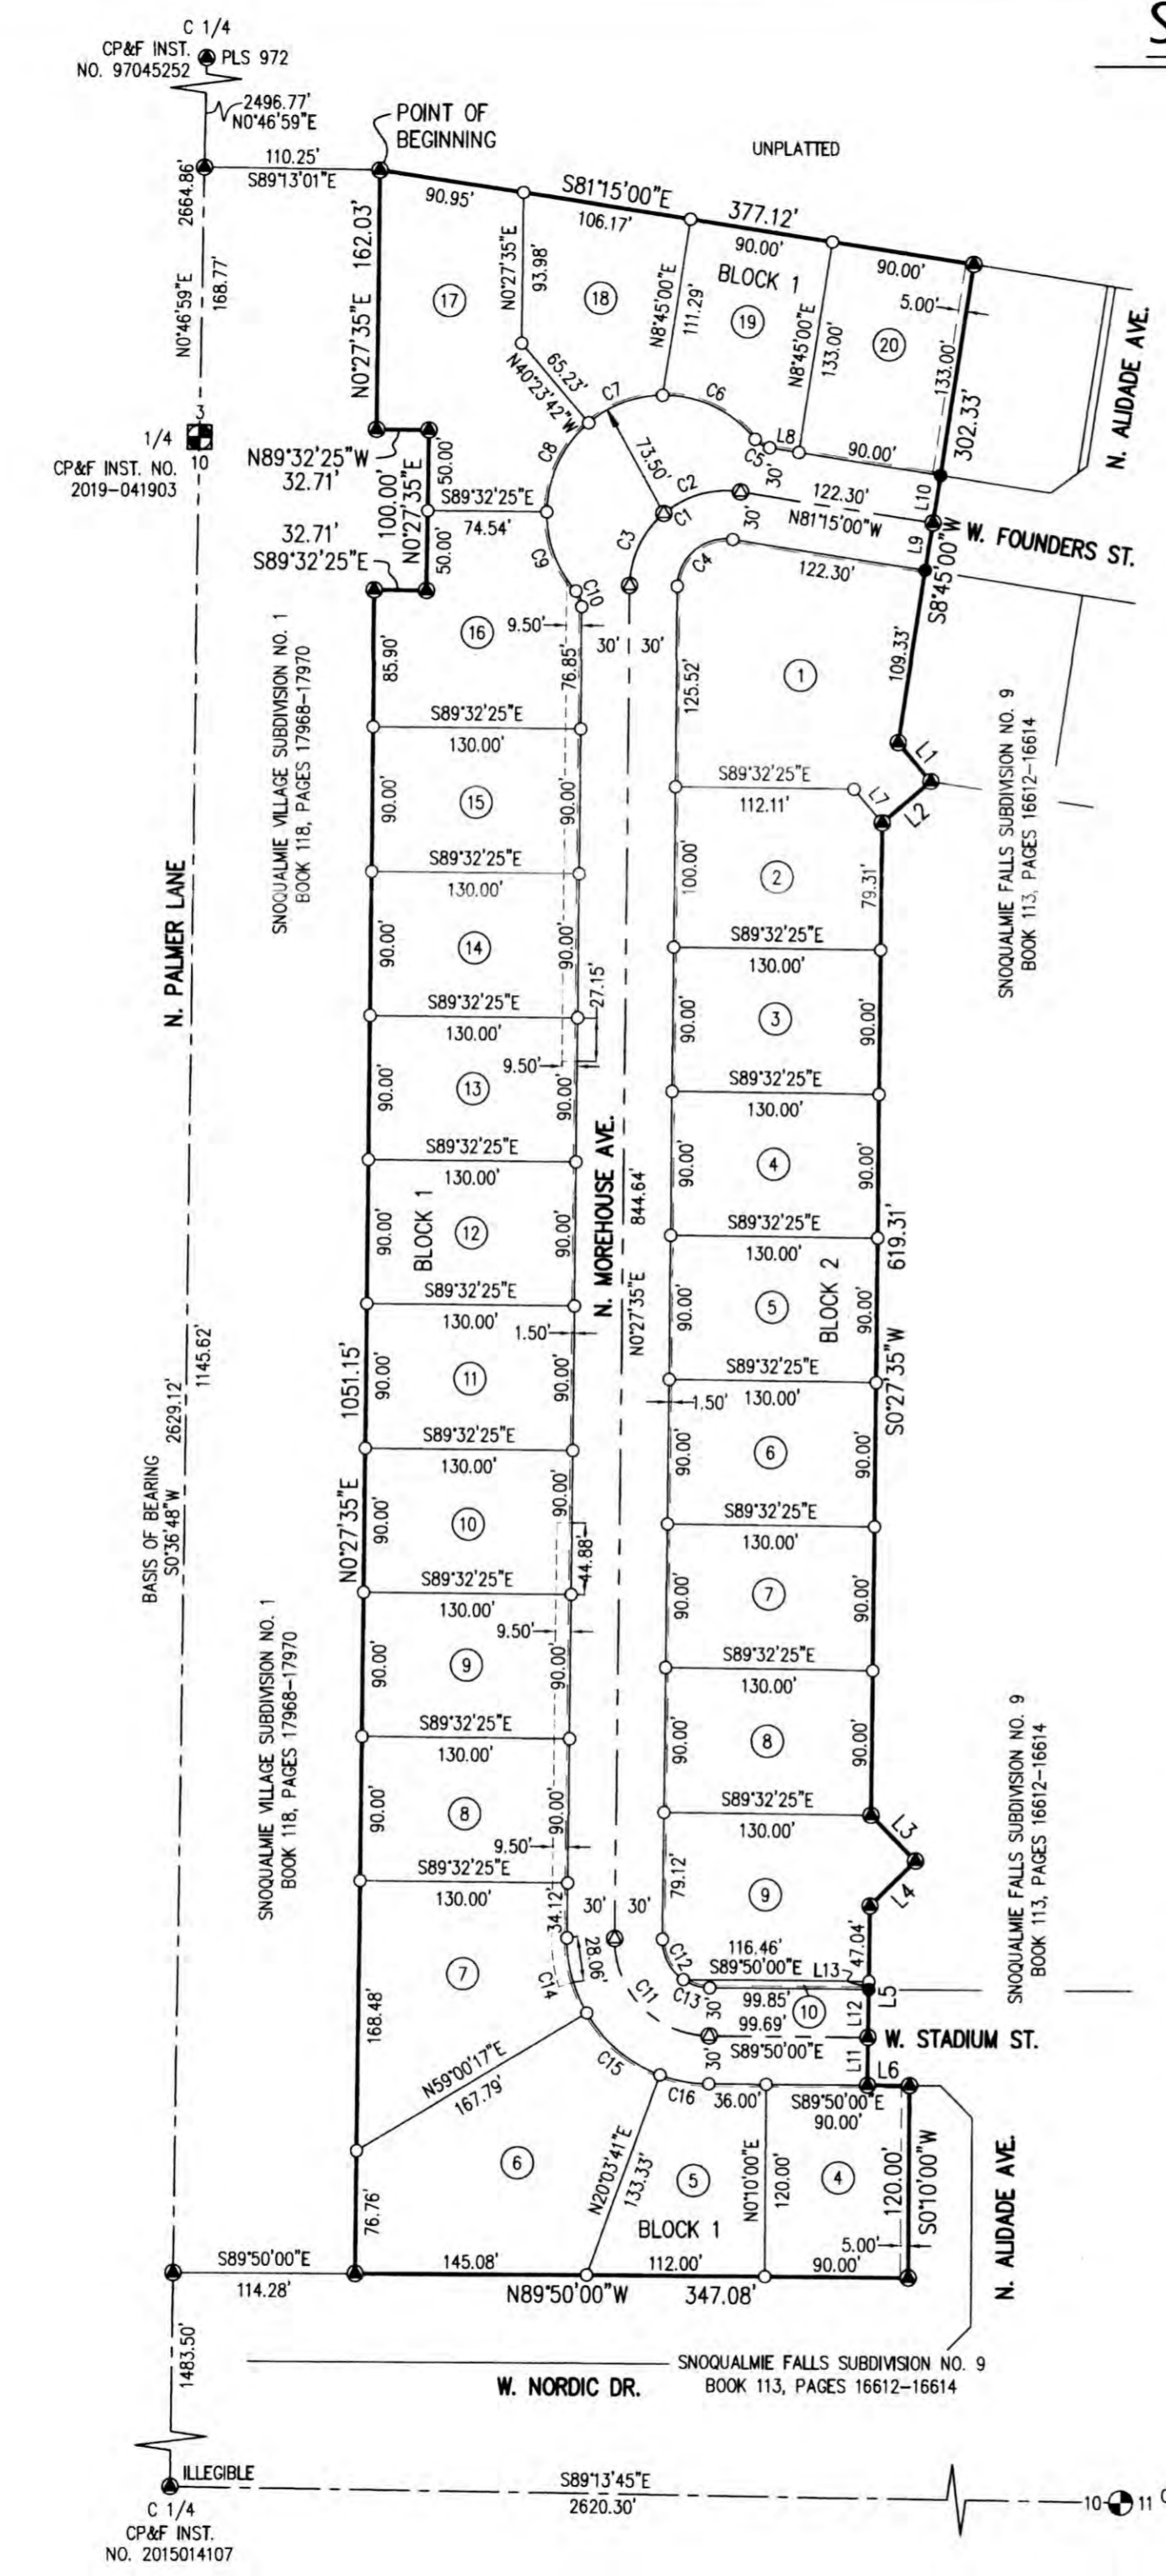 S
C 1/4
CP&F INST.
NO. 97045252
PLS 972
2496.77'
N0°46'59"E
POINT OF
BEGINNING
UNPLATTED
110.25'
S89°13'01"E
2664.86'
N0°46'59"E
168.77'
90.95'
S81°15'00"E
377.12'
106.17'
90.00'
90.00'
BLOCK 1
N0°27'35"E 162.03'
N0°27'35"E
93.98'
N8°45'00"E
111.29'
N8°45'00"E
133.00'
5.00'
133.00'
302.33'
N. ALIDADE AVE.
17
18
19
20
65.23'
N40°23'42"W
C7
C6
C5
L8
30'
90.00'
L10
3
1/4
10
CP&F INST. NO.
2019-041903
N89°32'25"W
32.71'
32.71'
S89°32'25"E
100.00'
N0°27'35"E
50.00'
50.00'
S89°32'25"E
74.54'
C8
C9
C10
73.50'
C1
C2
C3
C4
30'
122.30'
N81°15'00"W
122.30'
L9
S8°45'00"W
W. FOUNDERS ST.
16
9.50'
30'
30'
76.85'
85.90'
125.52'
1
109.33'
L1
L2
L7
SNOQUALMIE VILLAGE SUBDIVISION NO. 1
BOOK 118, PAGES 17968-17970
SNOQUALMIE FALLS SUBDIVISION NO. 9
BOOK 113, PAGES 16612-16614
S89°32'25"E
130.00'
S89°32'25"E
112.11'
90.00'
15
90.00'
100.00'
2
79.31'
N. PALMER LANE
S89°32'25"E
130.00'
S89°32'25"E
130.00'
90.00'
14
90.00'
27.15'
90.00'
3
90.00'
S89°32'25"E
130.00'
9.50'
S89°32'25"E
130.00'
90.00'
13
90.00'
90.00'
4
90.00'
S89°32'25"E
130.00'
N. MOREHOUSE AVE.
844.64'
N0°27'35"E
S89°32'25"E
130.00'
619.31'
S0°27'35"W
90.00'
BLOCK 1
12
90.00'
90.00'
5
BLOCK 2
90.00'
S89°32'25"E
130.00'
1.50'
S89°32'25"E
130.00'
1.50'
1145.62'
1051.15'
N0°27'35"E
90.00'
11
90.00'
90.00'
6
90.00'
BASIS OF BEARING
S0°36'48"W 2629.12'
S89°32'25"E
130.00'
S89°32'25"E
130.00'
90.00'
10
90.00'
44.88'
90.00'
7
90.00'
S89°32'25"E
130.00'
9.50'
S89°32'25"E
130.00'
90.00'
9
90.00'
90.00'
8
90.00'
SNOQUALMIE VILLAGE SUBDIVISION NO. 1
BOOK 118, PAGES 17968-17970
SNOQUALMIE FALLS SUBDIVISION NO. 9
BOOK 113, PAGES 16612-16614
S89°32'25"E
130.00'
S89°32'25"E
130.00'
90.00'
8
90.00'
9.50'
79.12'
9
L3
L4
S89°32'25"E
130.00'
34.12'
30'
30'
47.04'
7
28.06'
C14
C11
C12
C13
116.46'
S89°50'00"E
L13
99.85'
10
L5
L12
30'
99.69'
S89°50'00"E
30'
W. STADIUM ST.
L11
L6
168.48'
N59°00'17"E
167.79'
C15
C16
36.00'
S89°50'00"E
90.00'
6
N20°03'41"E
133.33'
5
BLOCK 1
N0°10'00"E
120.00'
4
120.00'
S0°10'00"W
5.00'
N. ALIDADE AVE.
76.76'
S89°50'00"E
114.28'
145.08'
112.00'
90.00'
N89°50'00"W
347.08'
1483.50'
SNOQUALMIE FALLS SUBDIVISION NO. 9
BOOK 113, PAGES 16612-16614
W. NORDIC DR.
ILLEGIBLE
C 1/4
CP&F INST.
NO. 2015014107
S89°13'45"E
2620.30'
10
11